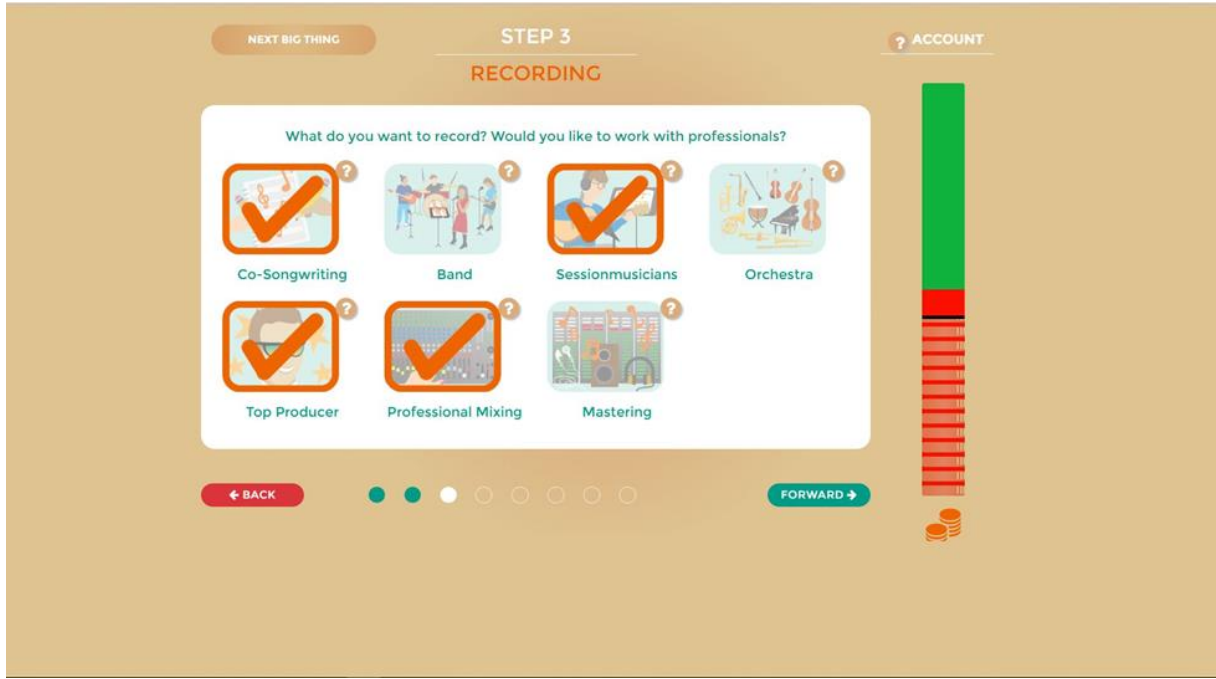 NEXT BIG THING
STEP 3
? ACCOUNT
RECORDING
What do you want to record? Would you like to work with professionals?
? ? ? ?
Co-Songwriting Band Sessionmusicians Orchestra
? ? ?
Top Producer Professional Mixing Mastering
← BACK
FORWARD →